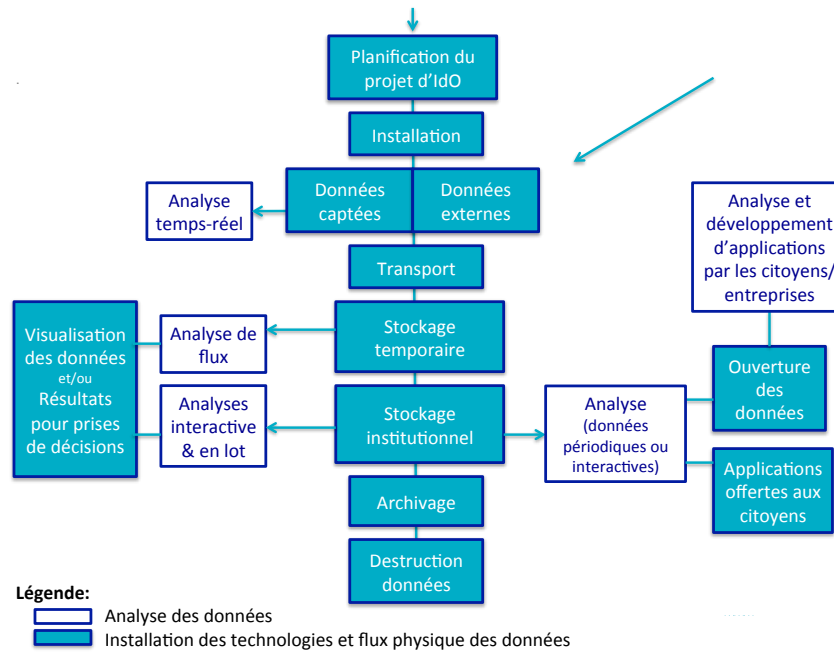 Planification du
projet d'IdO
Installation
Données
captées
Données
externes
Analyse
temps-réel
Transport
Analyse et
développement
d'applications
par les citoyens/
entreprises
Visualisation
des données
et/ou
Résultats
pour prises
de décisions
Analyse de
flux
Stockage
temporaire
Analyses
interactive
& en lot
Stockage
institutionnel
Analyse
(données
périodiques ou
interactives)
Ouverture
des
données
Applications
offertes aux
citoyens
Archivage
Destruction
données
Légende:
Analyse des données
Installation des technologies et flux physique des données